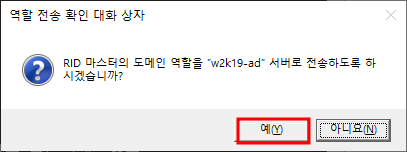 역할 전송 확인 대화 상자
RID 마스터의 도메인 역할을 "w2k19-ad" 서버로 전송하도록 하
시겠습니까?
예(Y)
아니요(N)